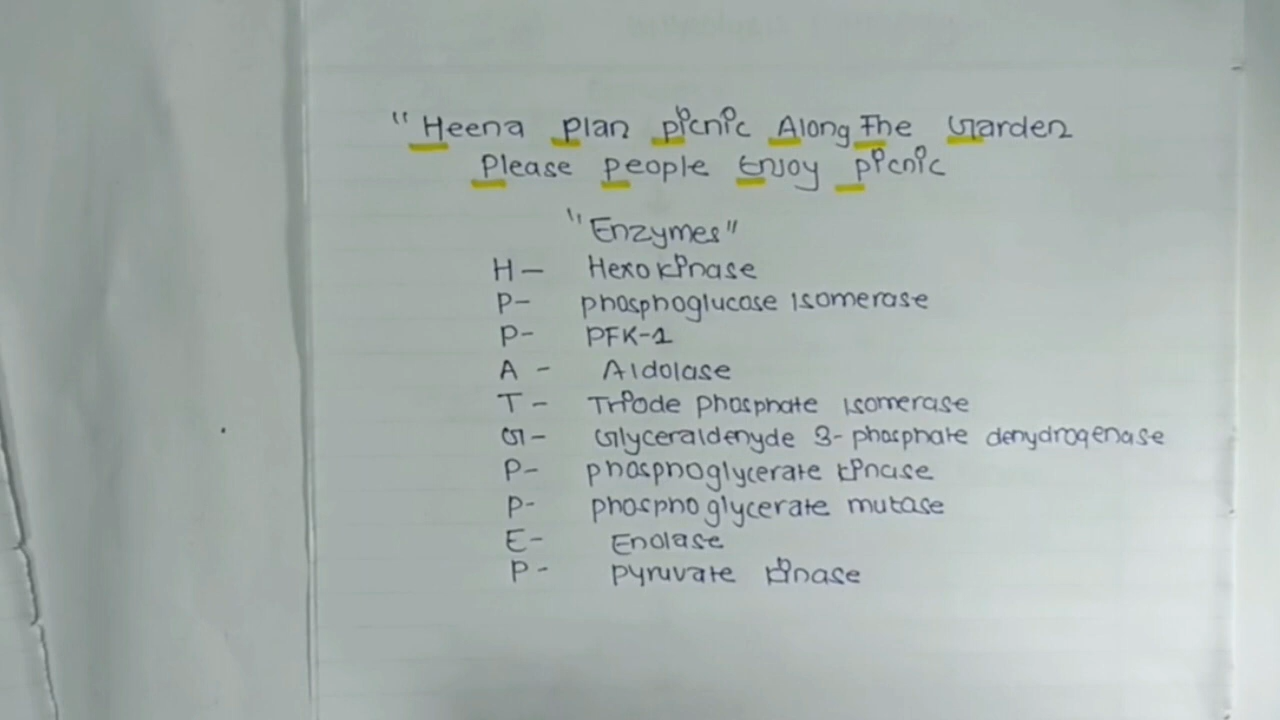 "Heena plan picnic Along The Garden
Please people Enjoy picnic
"Enzymes"
H- Hexokinase
P- phosphoglucose isomerase
P- PFK-1
A- Aldolase
T- Triode phosphate isomerase
G- Glyceraldehyde 3-phosphate dehydrogenase
P- phosphoglycerate kinase
P- phosphoglycerate mutase
E- Enolase
P- pyruvate kinase